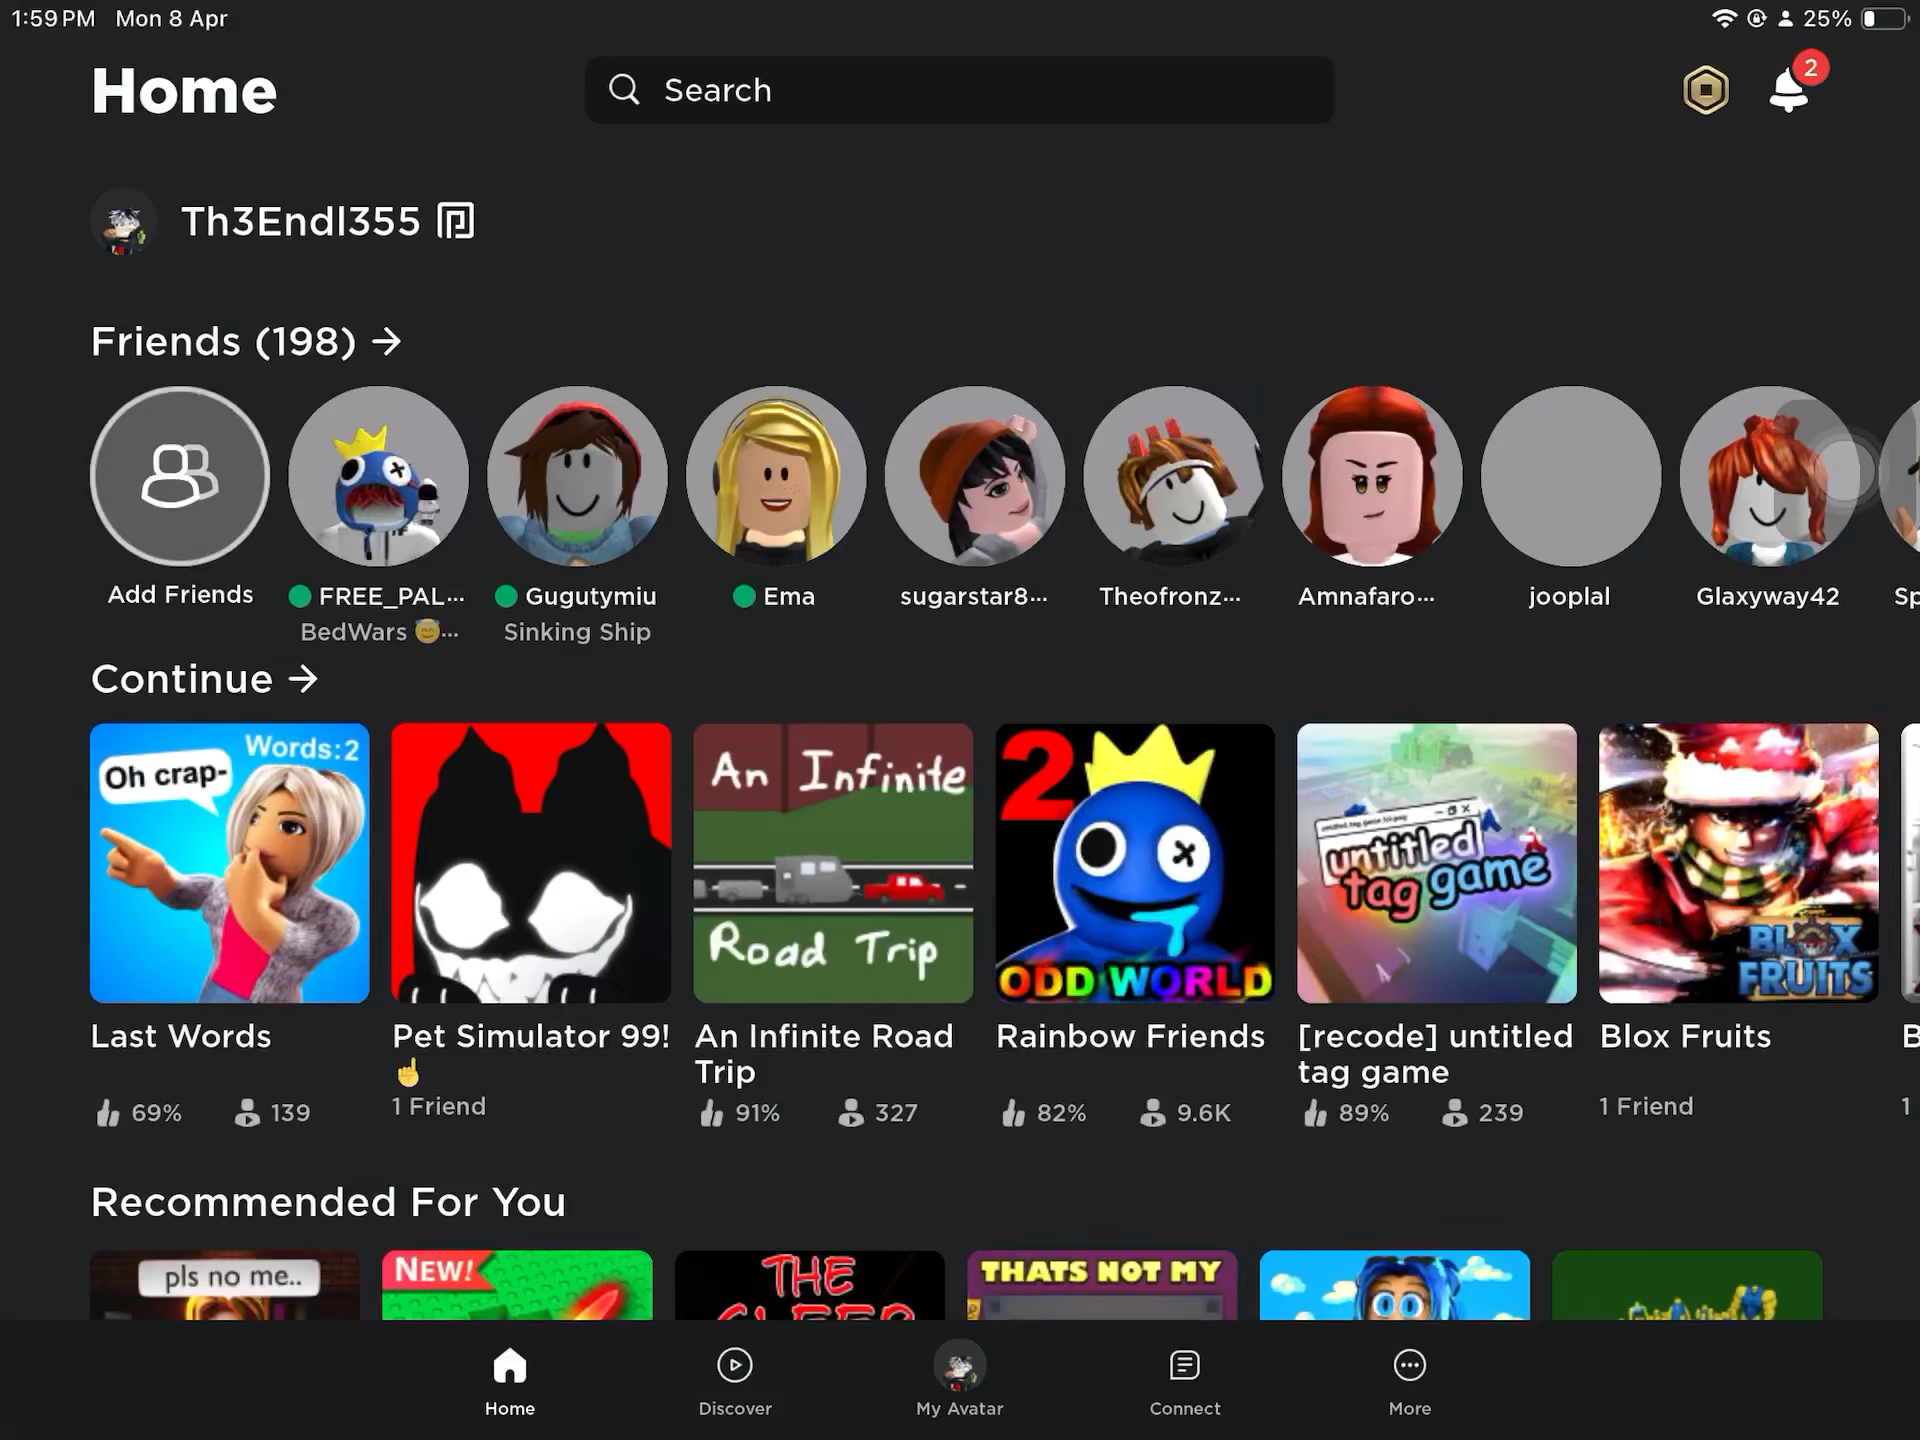 1:59 PM Mon 8 Apr
25%
Home
Search
2
Th3Endl355
Friends (198) →
Add Friends
FREE_PAL...
BedWars 😇...
Gugutymiu
Sinking Ship
Ema
sugarstar8...
Theofronz...
Amnafaro...
jooplal
Glaxyway42
Sp
Continue →
Oh crap-
Words:2
An Infinite
Road Trip
2
ODD WORLD
untitled
tag game
BLOX
FRUITS
Last Words
69% 139
Pet Simulator 99!
☝
1 Friend
An Infinite Road
Trip
91% 327
Rainbow Friends
82% 9.6K
[recode] untitled
tag game
89% 239
Blox Fruits
1 Friend
B
1
Recommended For You
pls no me..
NEW!
THE
SLEEP
THATS NOT MY
Home
Discover
My Avatar
Connect
More